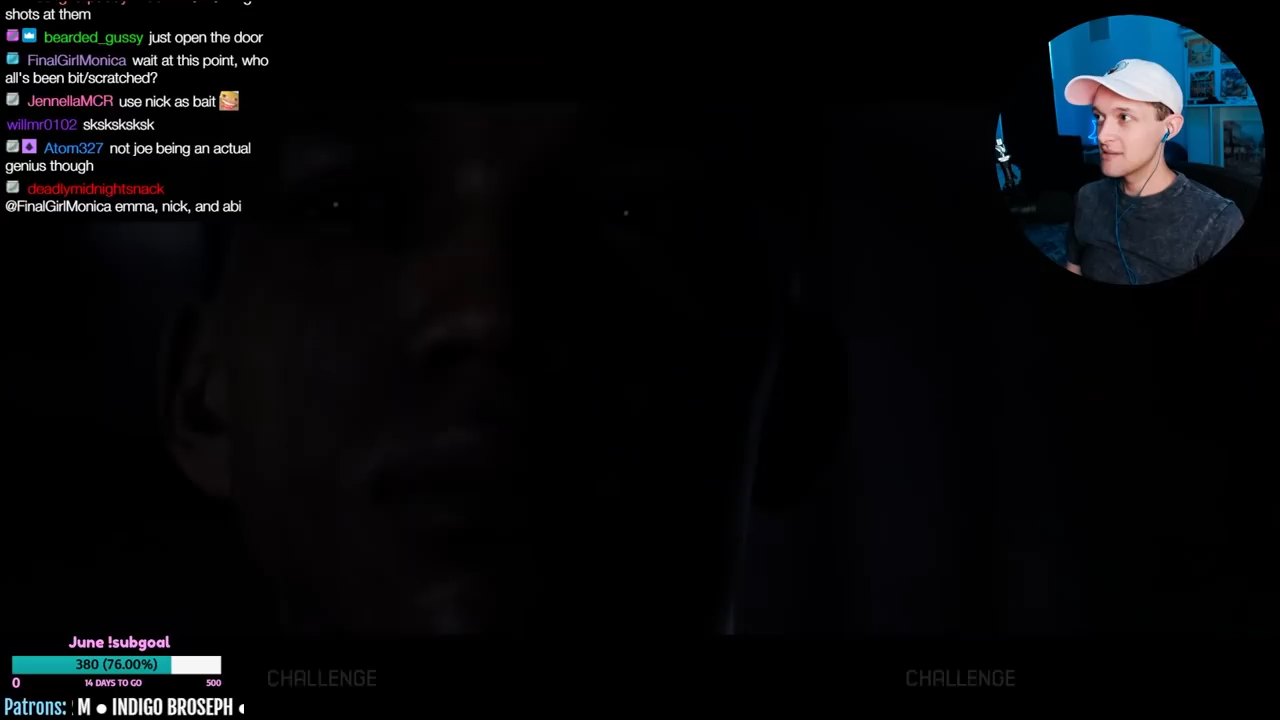 shots at them
bearded_gussy just open the door
FinalGirlMonica wait at this point, who
all's been bit/scratched?
JennellaMCR use nick as bait
willmr0102 sksksksksk
Atom327 not joe being an actual
genius though
deadlymidnightsnack
@FinalGirlMonica emma, nick, and abi
June !subgoal
380 (76.00%)
0 14 DAYS TO GO 500
CHALLENGE CHALLENGE
Patrons: M ● INDIGO BROSEPH